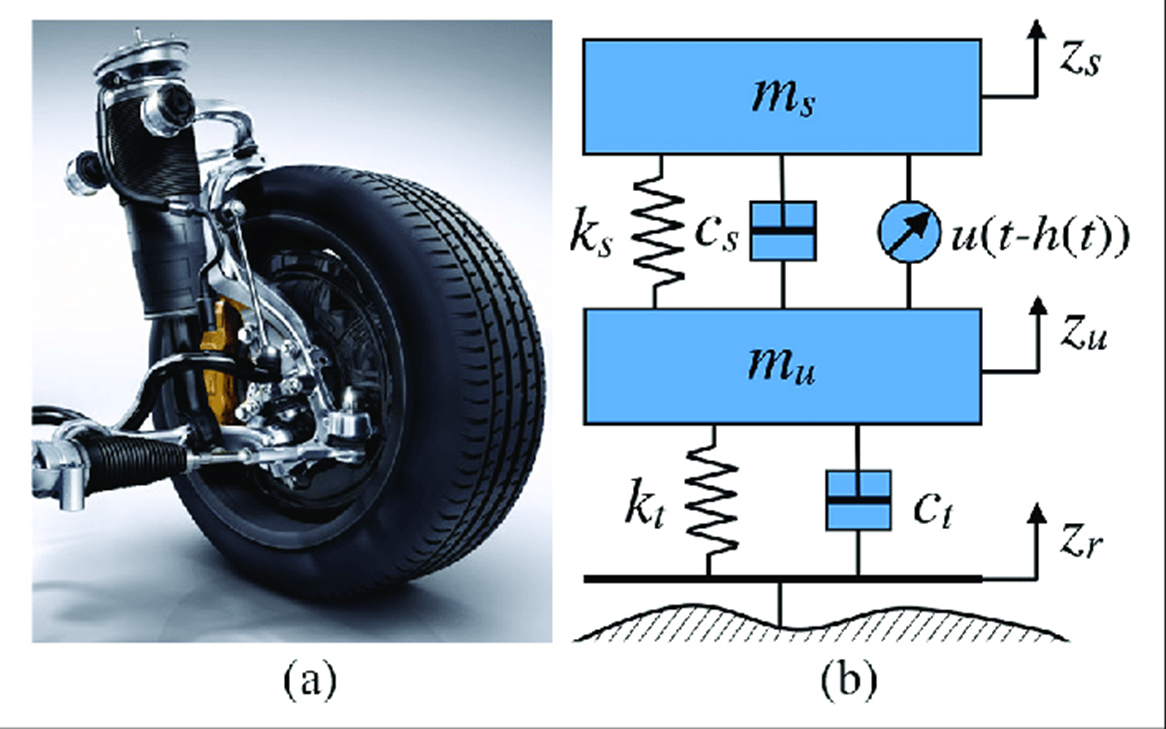 m_s
z_s
k_s
c_s
u(t-h(t))
m_u
z_u
k_t
c_t
z_r
(a)
(b)